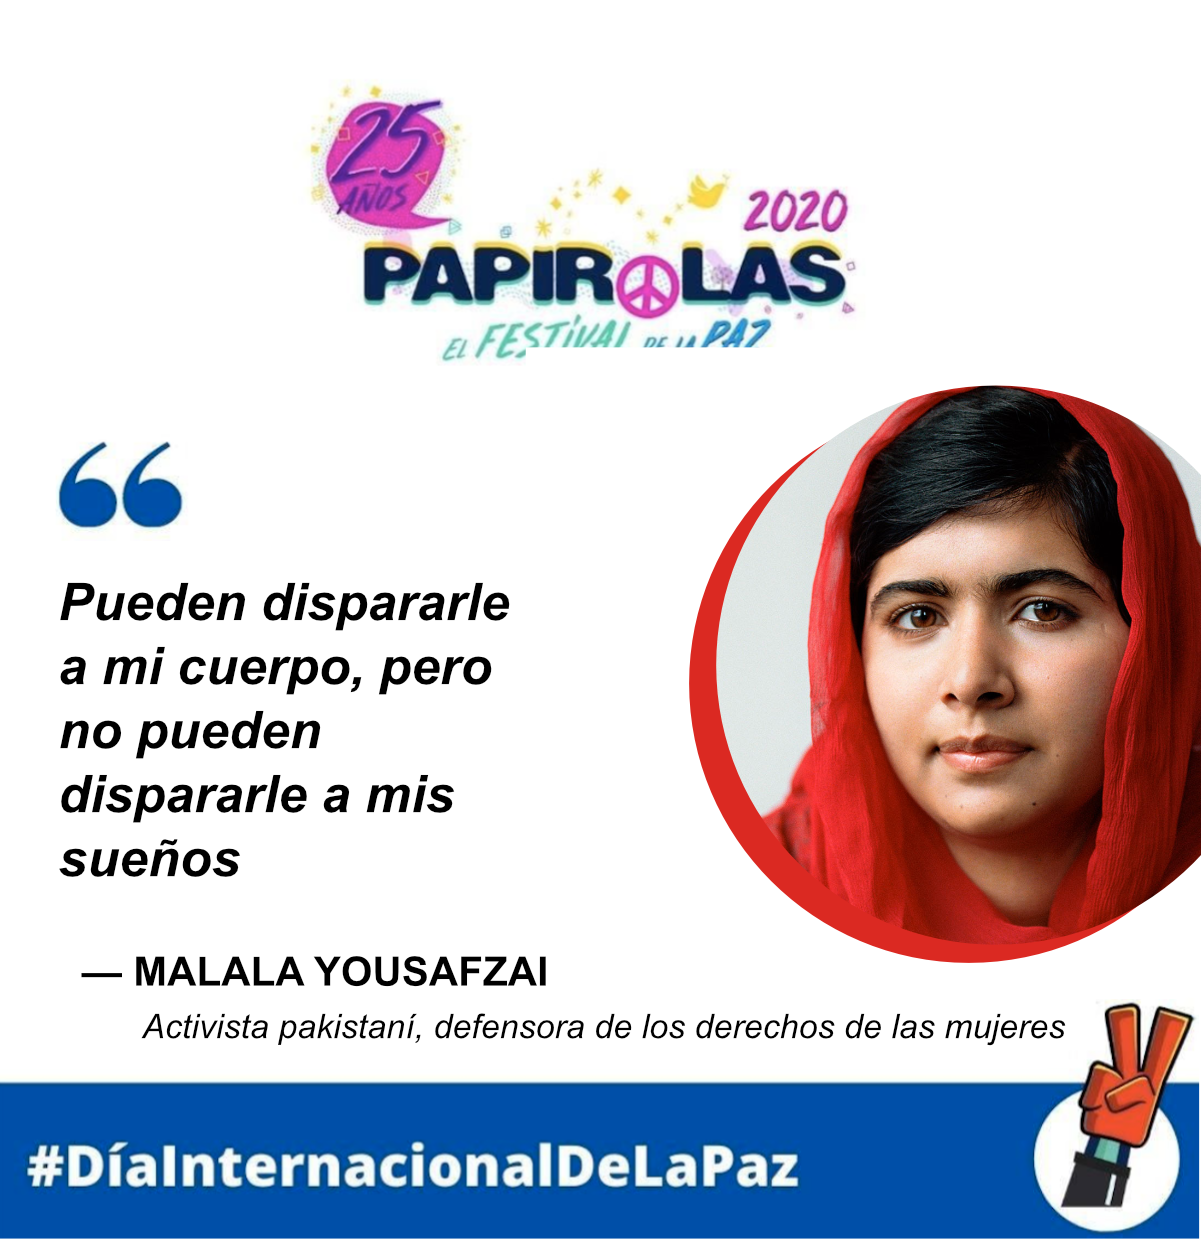 25
AÑOS
2020
PAPIROLAS
EL FESTIVAL DE LA PAZ
“
Pueden dispararle
a mi cuerpo, pero
no pueden
dispararle a mis
sueños
— MALALA YOUSAFZAI
Activista pakistaní, defensora de los derechos de las mujeres
#DíaInternacionalDeLaPaz